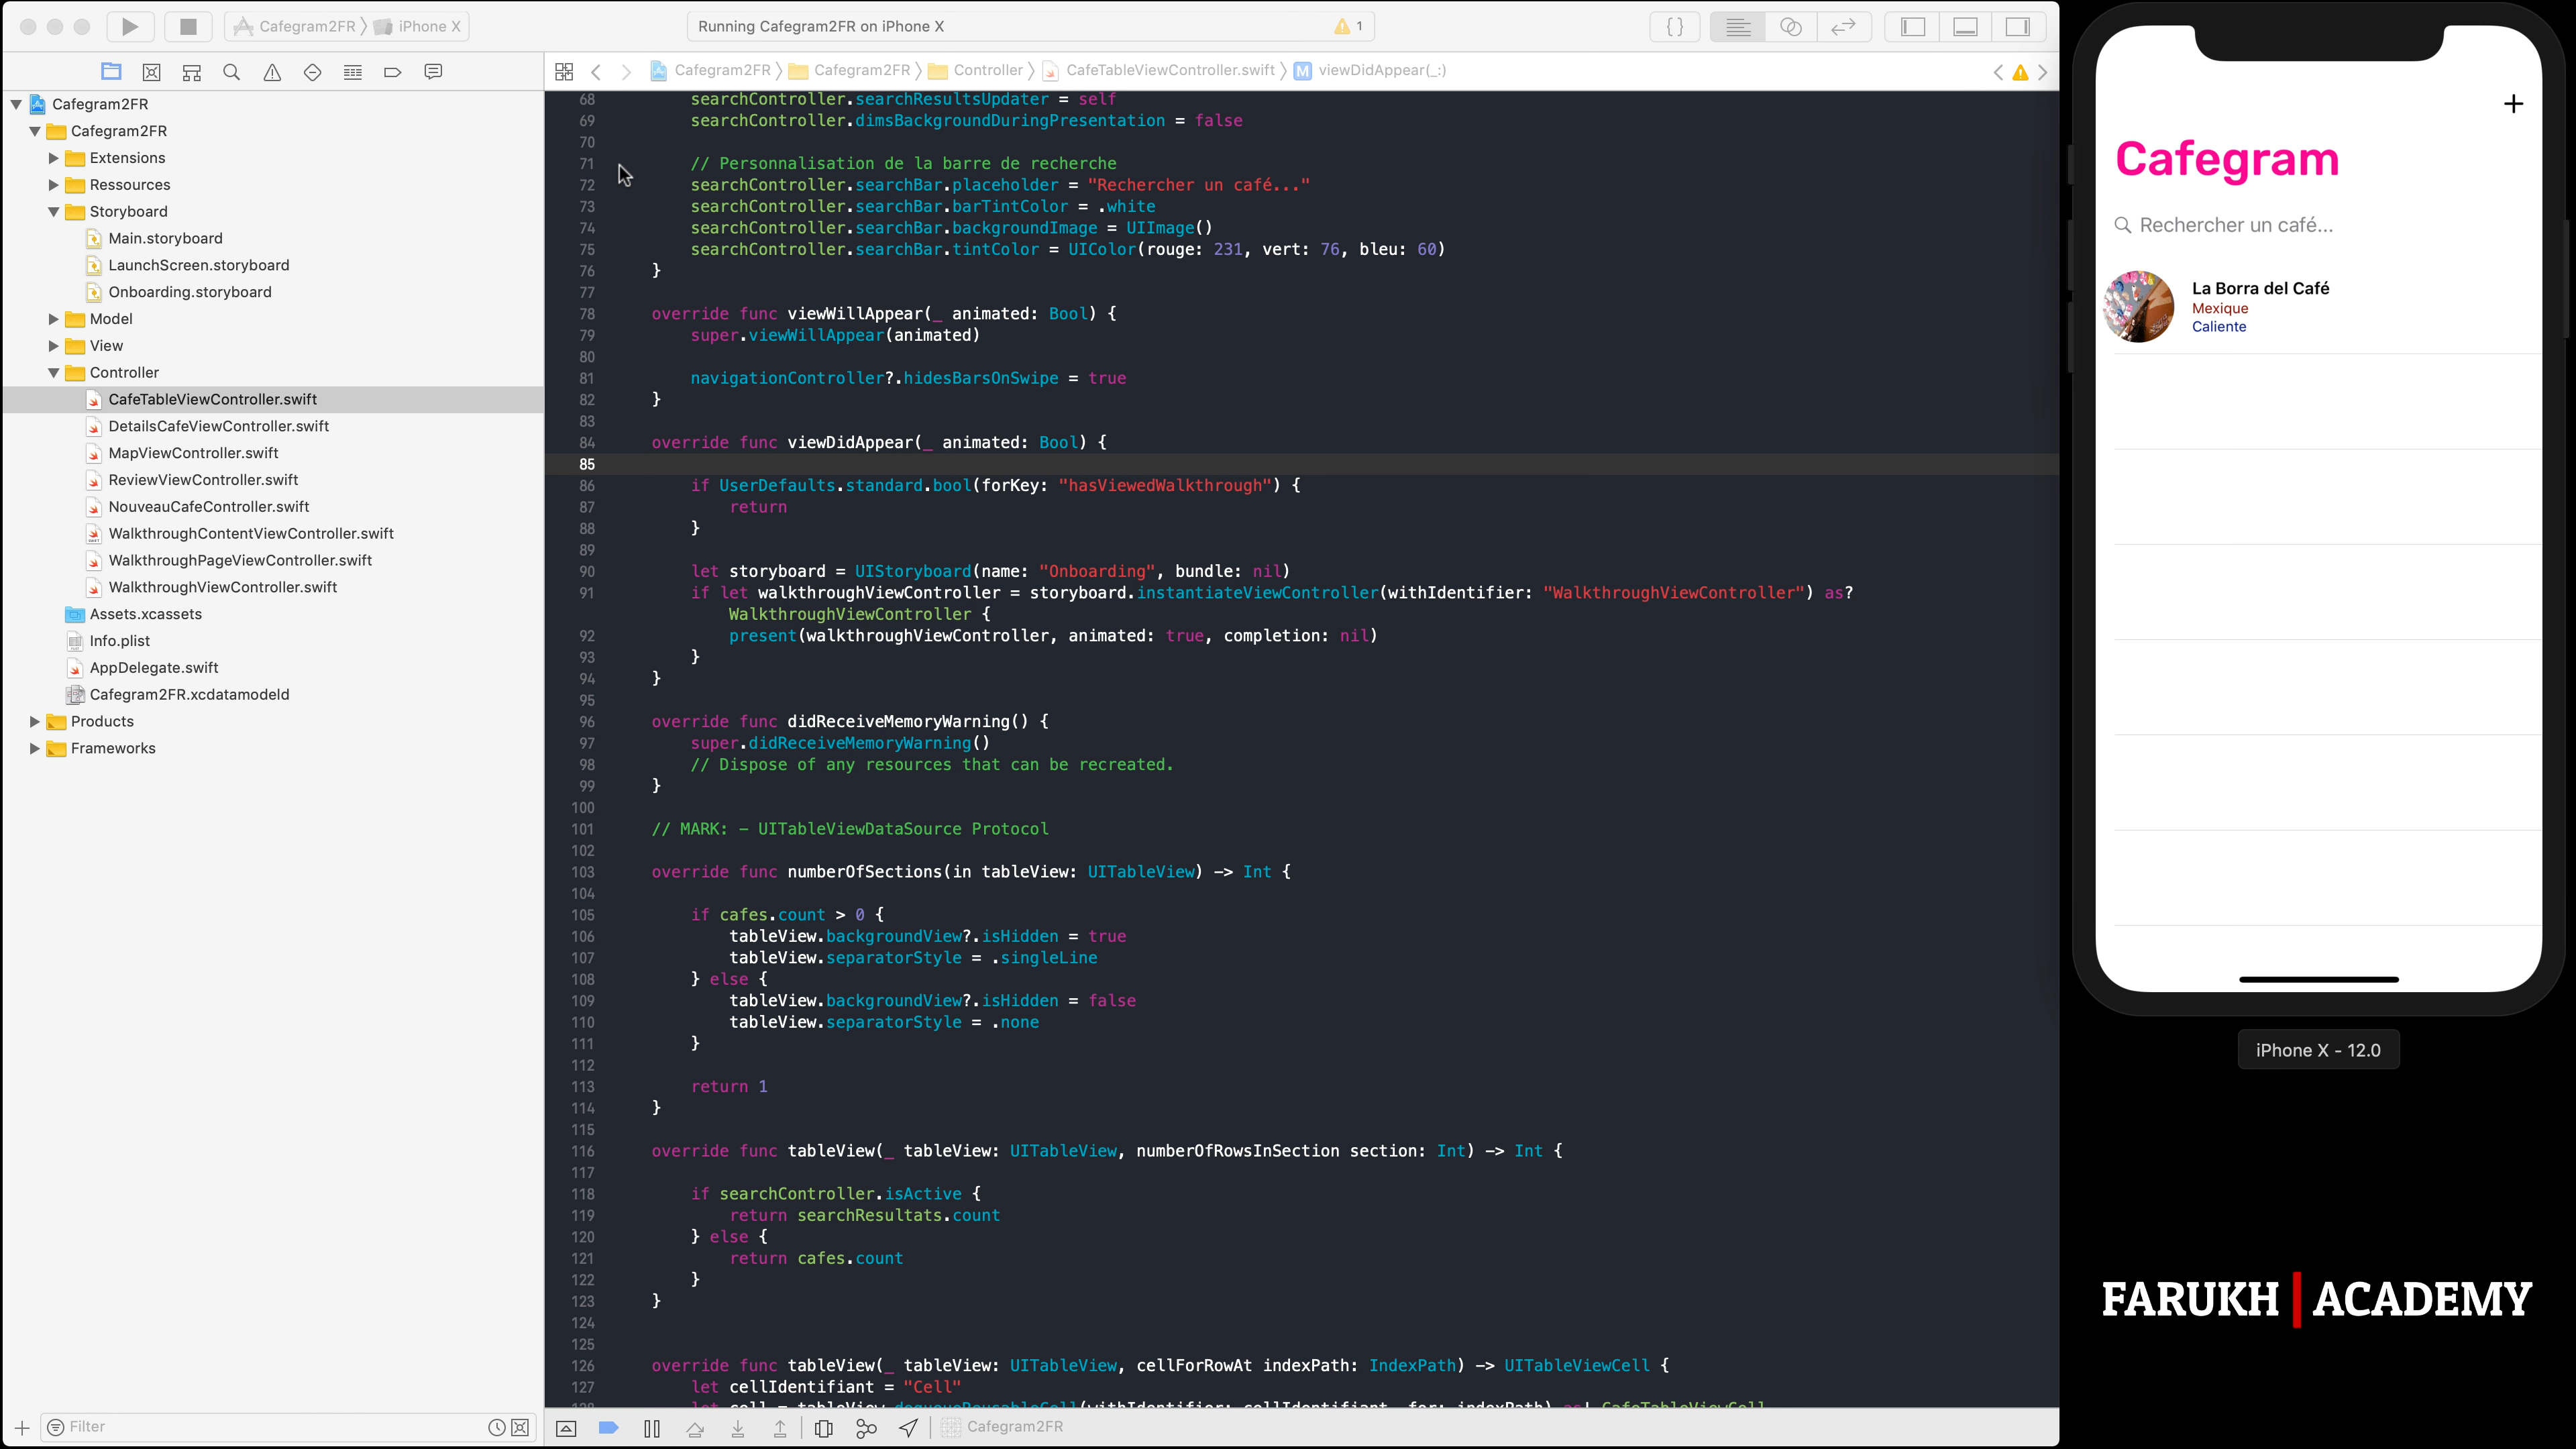 Cafegram2FR
iPhone X
Running Cafegram2FR on iPhone X
1
Cafegram2FR
Cafegram2FR
Controller
CafeTableViewController.swift
M
viewDidAppear(_:)
Cafegram2FR
Cafegram2FR
Extensions
Ressources
Storyboard
Main.storyboard
LaunchScreen.storyboard
Onboarding.storyboard
Model
View
Controller
CafeTableViewController.swift
DetailsCafeViewController.swift
MapViewController.swift
ReviewViewController.swift
NouveauCafeController.swift
WalkthroughContentViewController.swift
WalkthroughPageViewController.swift
WalkthroughViewController.swift
Assets.xcassets
Info.plist
AppDelegate.swift
Cafegram2FR.xcdatamodeld
Products
Frameworks
Filter
68 searchController.searchResultsUpdater = self
69 searchController.dimsBackgroundDuringPresentation = false
70
71 // Personnalisation de la barre de recherche
72 searchController.searchBar.placeholder = "Rechercher un café..."
73 searchController.searchBar.barTintColor = .white
74 searchController.searchBar.backgroundImage = UIImage()
75 searchController.searchBar.tintColor = UIColor(rouge: 231, vert: 76, bleu: 60)
76 }
77
78 override func viewWillAppear(_ animated: Bool) {
79 super.viewWillAppear(animated)
80
81 navigationController?.hidesBarsOnSwipe = true
82 }
83
84 override func viewDidAppear(_ animated: Bool) {
85
86 if UserDefaults.standard.bool(forKey: "hasViewedWalkthrough") {
87 return
88 }
89
90 let storyboard = UIStoryboard(name: "Onboarding", bundle: nil)
91 if let walkthroughViewController = storyboard.instantiateViewController(withIdentifier: "WalkthroughViewController") as?
WalkthroughViewController {
92 present(walkthroughViewController, animated: true, completion: nil)
93 }
94 }
95
96 override func didReceiveMemoryWarning() {
97 super.didReceiveMemoryWarning()
98 // Dispose of any resources that can be recreated.
99 }
100
101 // MARK: - UITableViewDataSource Protocol
102
103 override func numberOfSections(in tableView: UITableView) -> Int {
104
105 if cafes.count > 0 {
106 tableView.backgroundView?.isHidden = true
107 tableView.separatorStyle = .singleLine
108 } else {
109 tableView.backgroundView?.isHidden = false
110 tableView.separatorStyle = .none
111 }
112
113 return 1
114 }
115
116 override func tableView(_ tableView: UITableView, numberOfRowsInSection section: Int) -> Int {
117
118 if searchController.isActive {
119 return searchResultats.count
120 } else {
121 return cafes.count
122 }
123 }
124
125
126 override func tableView(_ tableView: UITableView, cellForRowAt indexPath: IndexPath) -> UITableViewCell {
127 let cellIdentifiant = "Cell"
128 let cell = tableView.dequeueReusableCell(withIdentifier: cellIdentifiant, for: indexPath) as! CafeTableViewCell
Cafegram2FR
Cafegram
Rechercher un café...
La Borra del Café
Mexique
Caliente
iPhone X - 12.0
FARUKH | ACADEMY